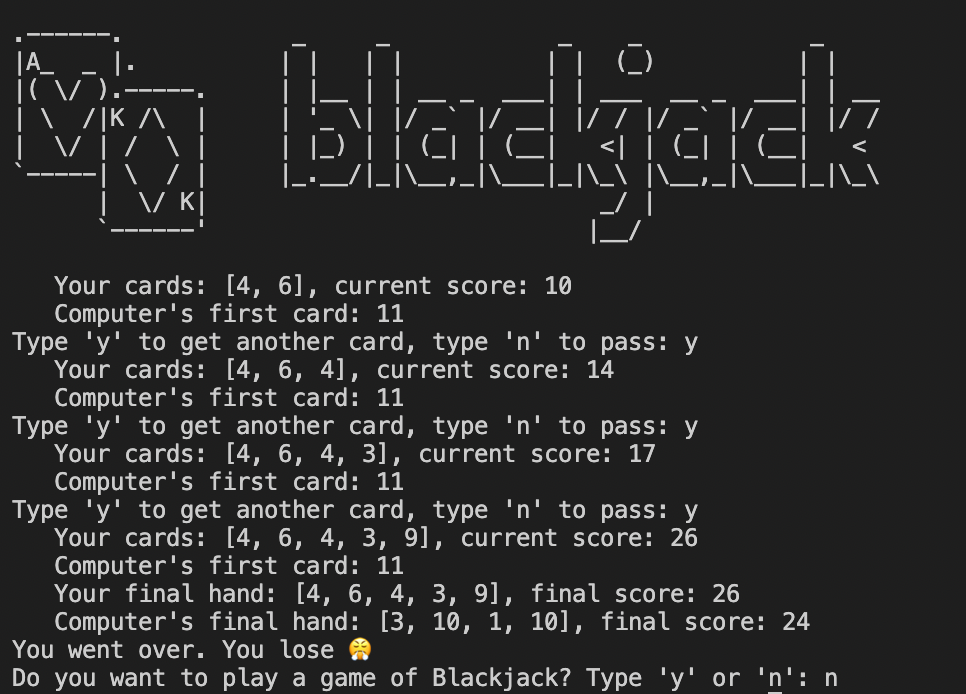 A
K
K
blackjack
Your cards: [4, 6], current score: 10
Computer's first card: 11
Type 'y' to get another card, type 'n' to pass: y
Your cards: [4, 6, 4], current score: 14
Computer's first card: 11
Type 'y' to get another card, type 'n' to pass: y
Your cards: [4, 6, 4, 3], current score: 17
Computer's first card: 11
Type 'y' to get another card, type 'n' to pass: y
Your cards: [4, 6, 4, 3, 9], current score: 26
Computer's first card: 11
Your final hand: [4, 6, 4, 3, 9], final score: 26
Computer's final hand: [3, 10, 1, 10], final score: 24
You went over. You lose 😤
Do you want to play a game of Blackjack? Type 'y' or 'n': n